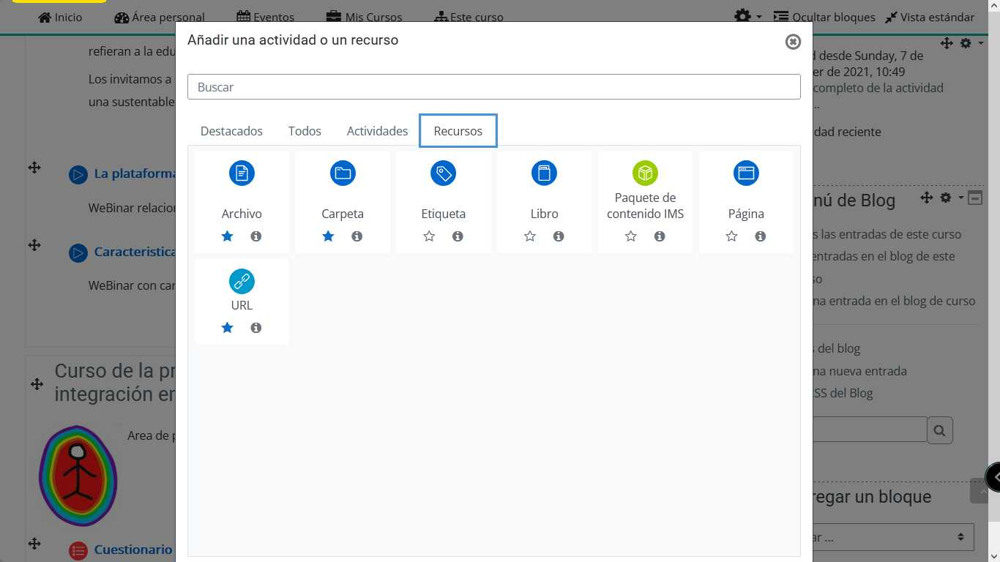 Inicio
Área personal
Eventos
Mis Cursos
Este curso
Ocultar bloques
Vista estándar
Añadir una actividad o un recurso
Buscar
Destacados
Todos
Actividades
Recursos
Archivo
Carpeta
Etiqueta
Libro
Paquete de
contenido IMS
Página
URL
refieran a la edu
Los invitamos a
una sustentable
La plataforma
WeBinar relacion
Caracteristica
WeBinar con car
Curso de la pr
integración en
Area de p
Cuestionario
d desde Sunday, 7 de
er de 2021, 10:49
completo de la actividad
...
dad reciente
nú de Blog
s las entradas de este curso
entradas en el blog de este
so
na entrada en el blog de curso
s del blog
na nueva entrada
SS del Blog
regar un bloque
ar ...